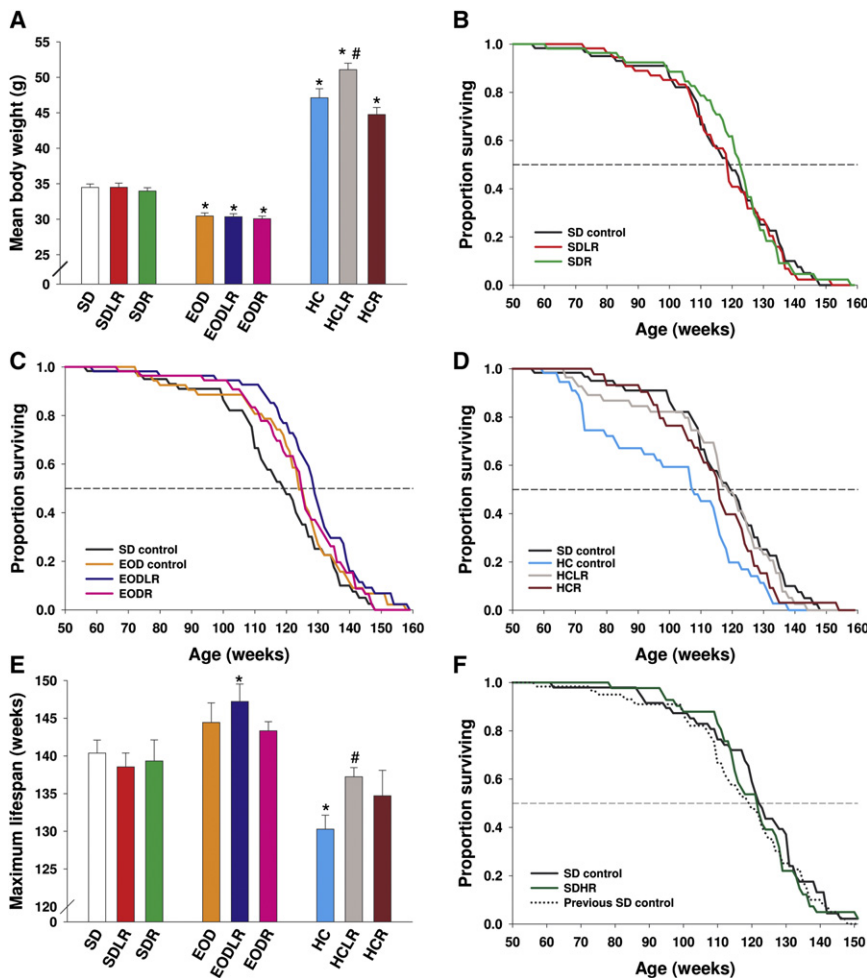 A
Mean body weight (g)
55
50
45
40
35
30
25
0
* * * * * # *
SD SDLR SDR EOD EODLR EODR HC HCLR HCR
B
Proportion surviving
1.0
0.8
0.6
0.4
0.2
0.0
SD control
SDLR
SDR
50 60 70 80 90 100 110 120 130 140 150 160
Age (weeks)
C
Proportion surviving
1.0
0.8
0.6
0.4
0.2
0.0
SD control
EOD control
EODLR
EODR
50 60 70 80 90 100 110 120 130 140 150 160
Age (weeks)
D
Proportion surviving
1.0
0.8
0.6
0.4
0.2
0.0
SD control
HC control
HCLR
HCR
50 60 70 80 90 100 110 120 130 140 150 160
Age (weeks)
E
Maximum lifespan (weeks)
150
145
140
135
130
125
120
0
* * #
SD SDLR SDR EOD EODLR EODR HC HCLR HCR
F
Proportion surviving
1.0
0.8
0.6
0.4
0.2
0.0
SD control
SDHR
Previous SD control
50 60 70 80 90 100 110 120 130 140 150
Age (weeks)